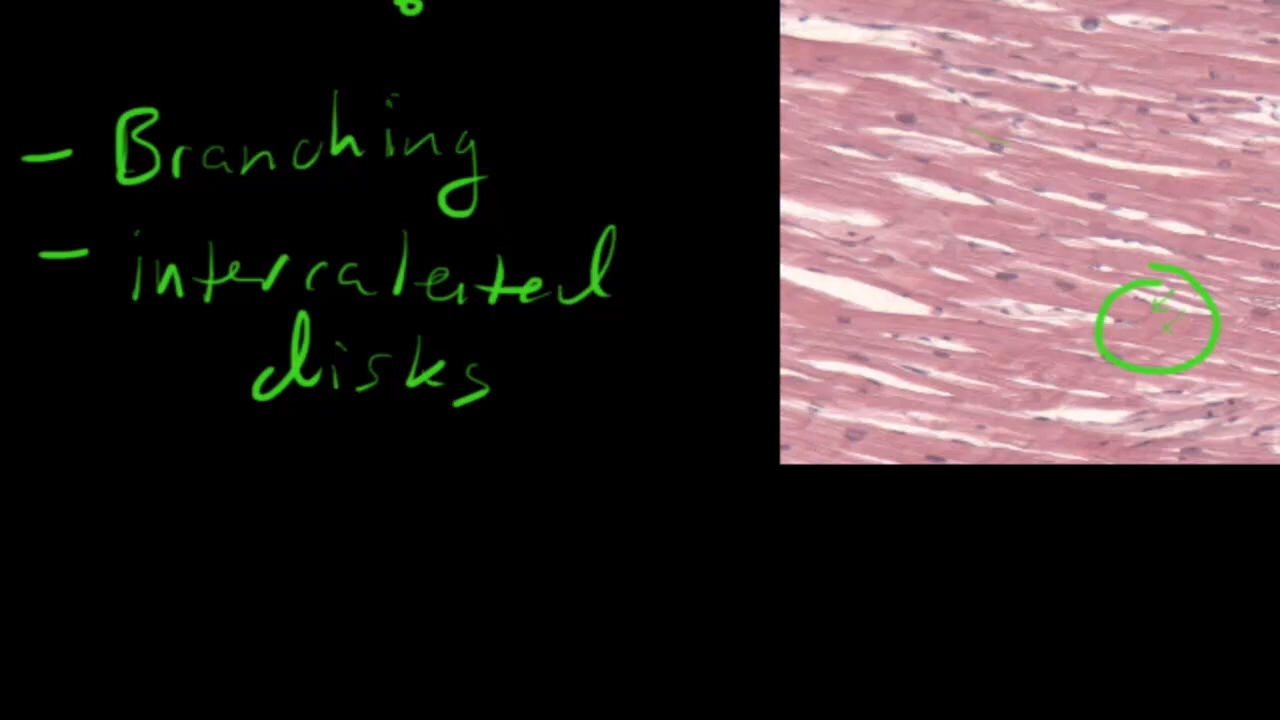 - Branching
- intercalated
disks